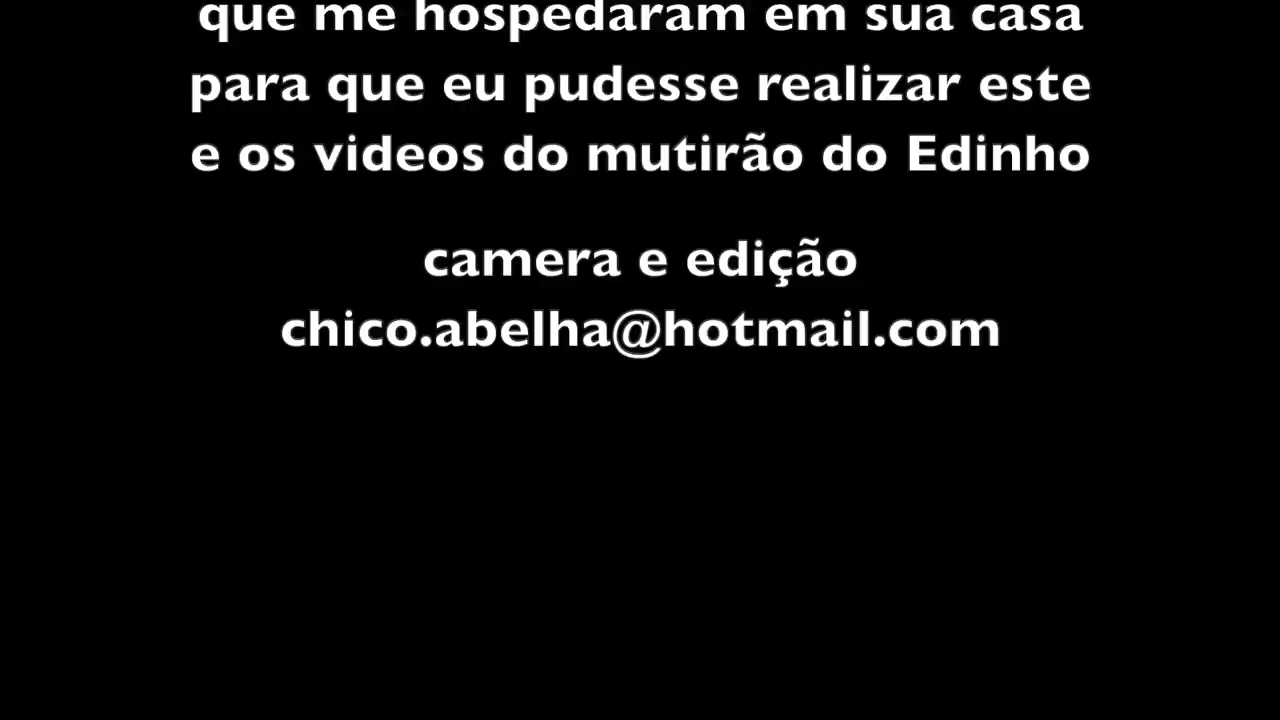 que me hospedaram em sua casa
para que eu pudesse realizar este
e os videos do mutirão do Edinho
camera e edição
chico.abelha@hotmail.com